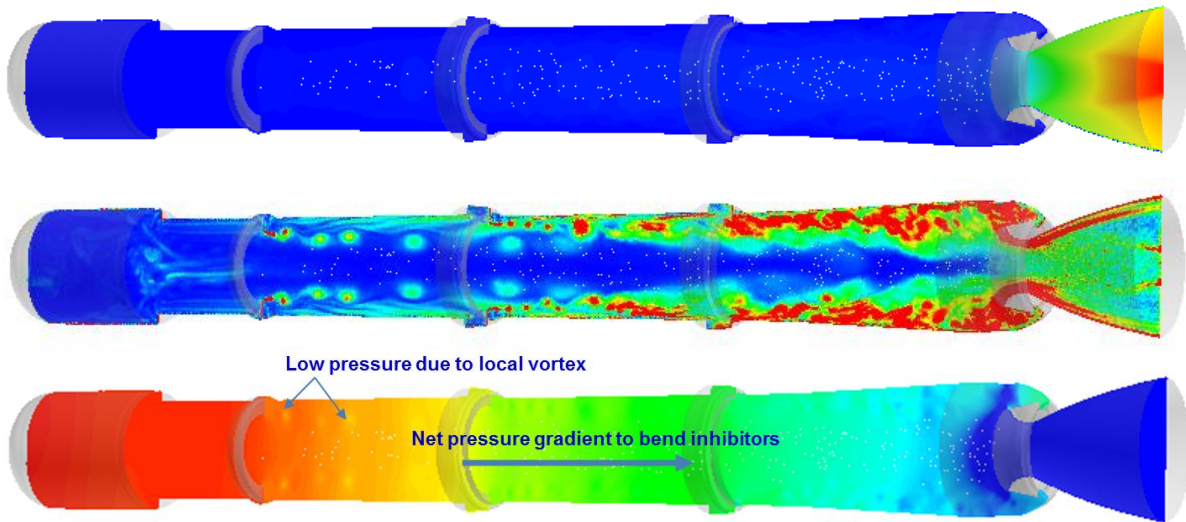 Low pressure due to local vortex
Net pressure gradient to bend inhibitors